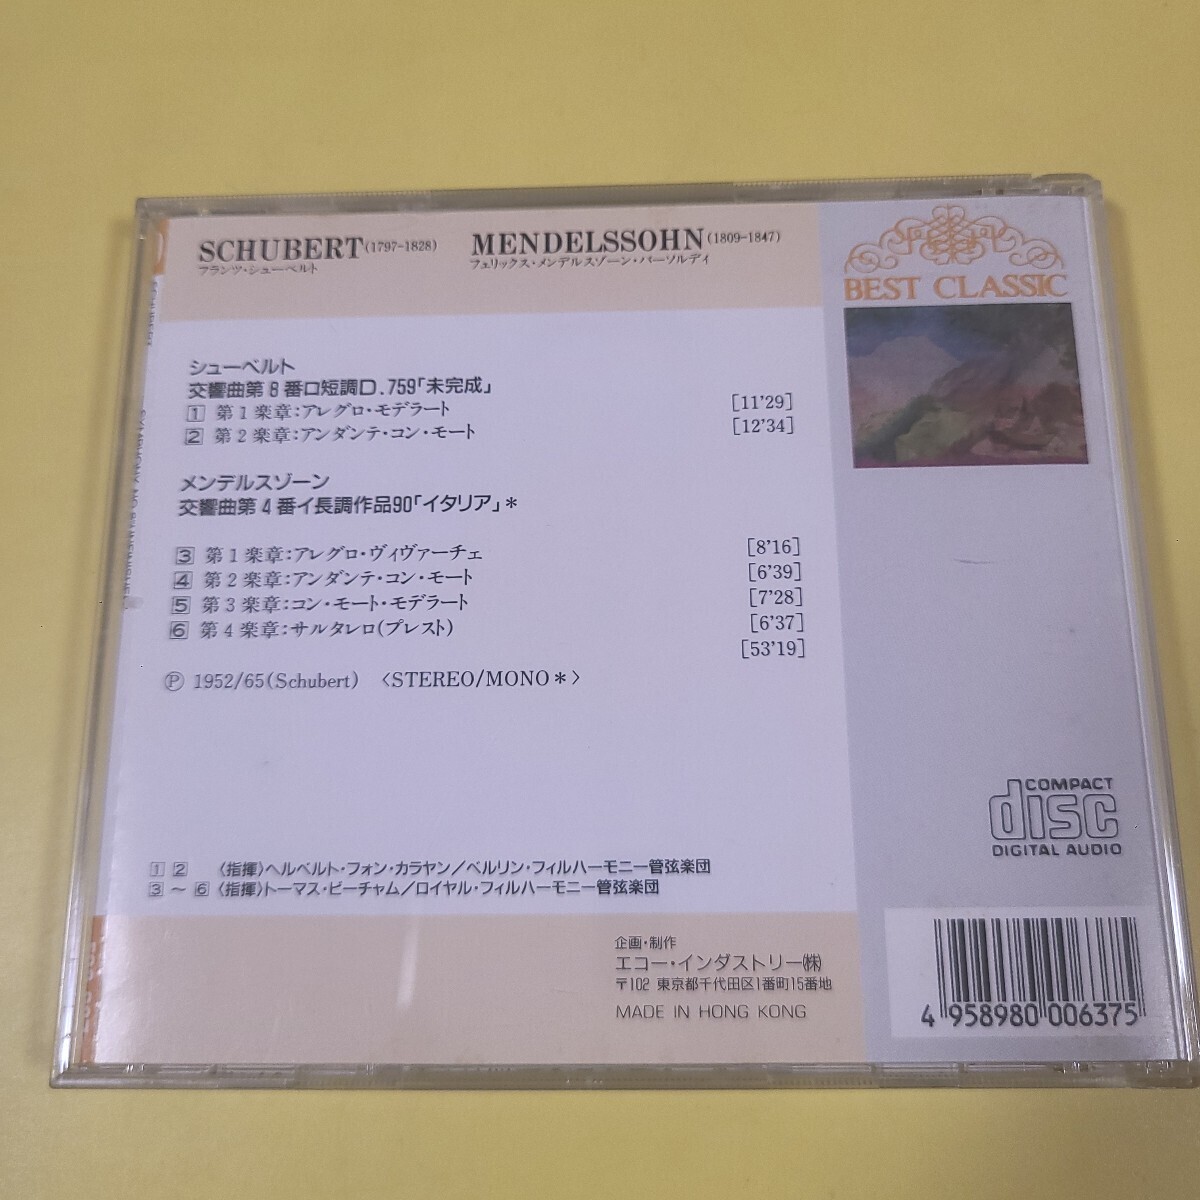 SCHUBERT(1797-1828)
フランツ・シューベルト
MENDELSSOHN(1809-1847)
フェリックス・メンデルスゾーン・バーソルディ
BEST CLASSIC
シューベルト
交響曲第8番ロ短調D.759「未完成」
1 第1楽章:アレグロ・モデラート [11'29]
2 第2楽章:アンダンテ・コン・モート [12'34]
メンデルスゾーン
交響曲第4番イ長調作品90「イタリア」*
3 第1楽章:アレグロ・ヴィヴァーチェ [8'16]
4 第2楽章:アンダンテ・コン・モート [6'39]
5 第3楽章:コン・モート・モデラート [7'28]
6 第4楽章:サルタレロ(プレスト) [6'37]
[53'19]
Ⓟ 1952/65(Schubert) 〈STEREO/MONO*〉
1 2 〈指揮〉ヘルベルト・フォン・カラヤン/ベルリン・フィルハーモニー管弦楽団
3~6 〈指揮〉トーマス・ビーチャム/ロイヤル・フィルハーモニー管弦楽団
企画・制作
エコー・インダストリー㈱
〒102 東京都千代田区1番町15番地
MADE IN HONG KONG
COMPACT
disc
DIGITAL AUDIO
4 958980 006375